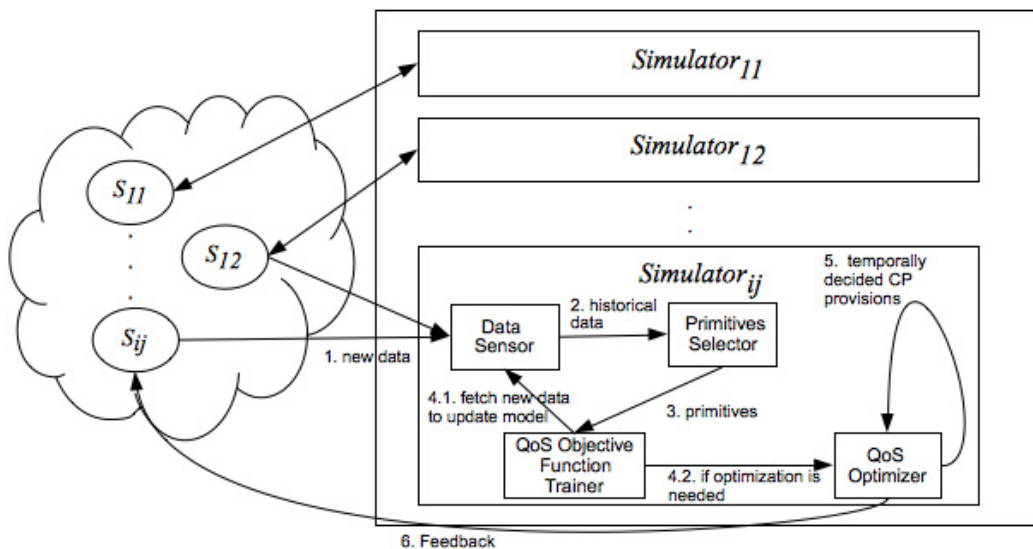 Simulator11
Simulator12
S11
S12
Sij
Simulatorij
5. temporally
decided CP
provisions
Data
Sensor
2. historical
data
Primitives
Selector
1. new data
4.1. fetch new data
to update model
3. primitives
QoS Objective
Function
Trainer
4.2. if optimization is
needed
QoS
Optimizer
6. Feedback